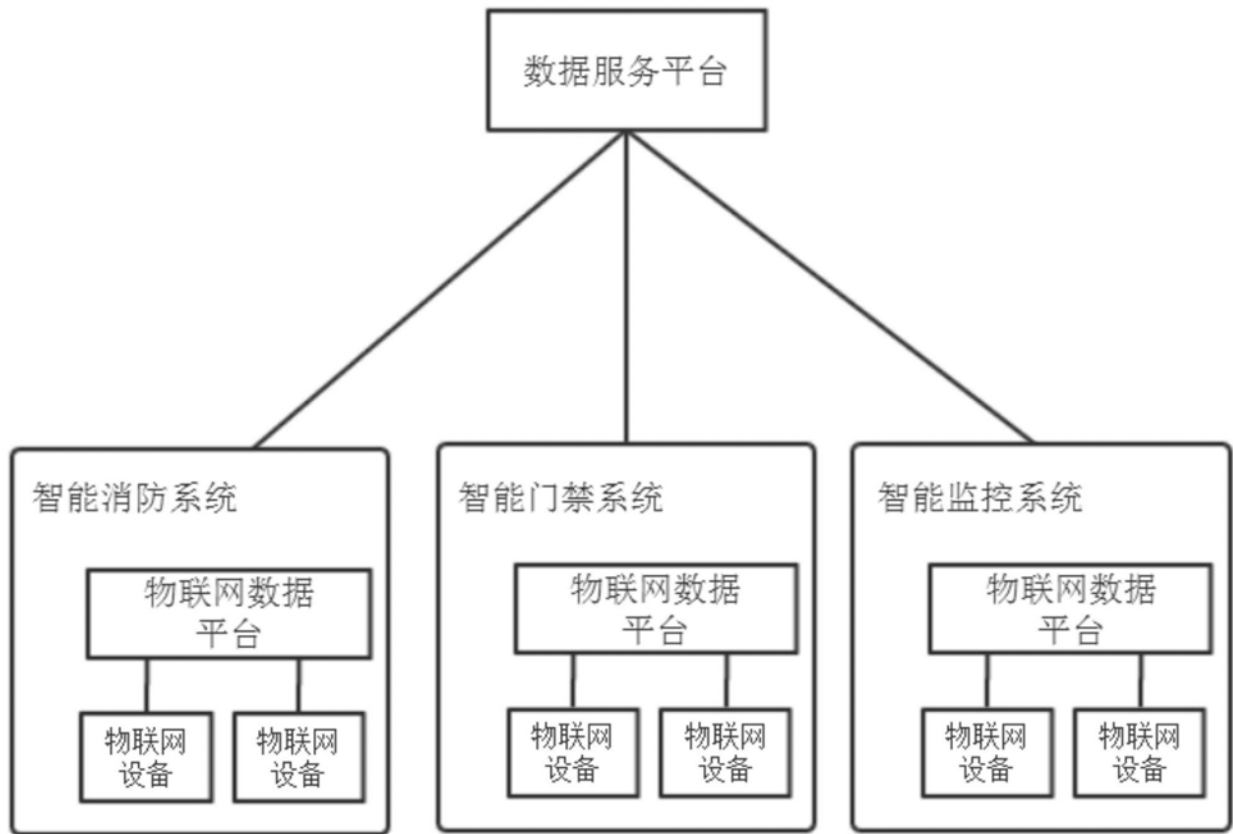 数据服务平台
智能消防系统
物联网数据
平台
物联网
设备
物联网
设备
智能门禁系统
物联网数据
平台
物联网
设备
物联网
设备
智能监控系统
物联网数据
平台
物联网
设备
物联网
设备